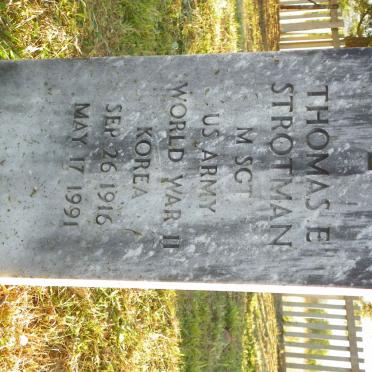 THOMAS E
STROTMAN
M SGT
US ARMY
WORLD WAR II
KOREA
SEP 26 1916
MAY 17 1991